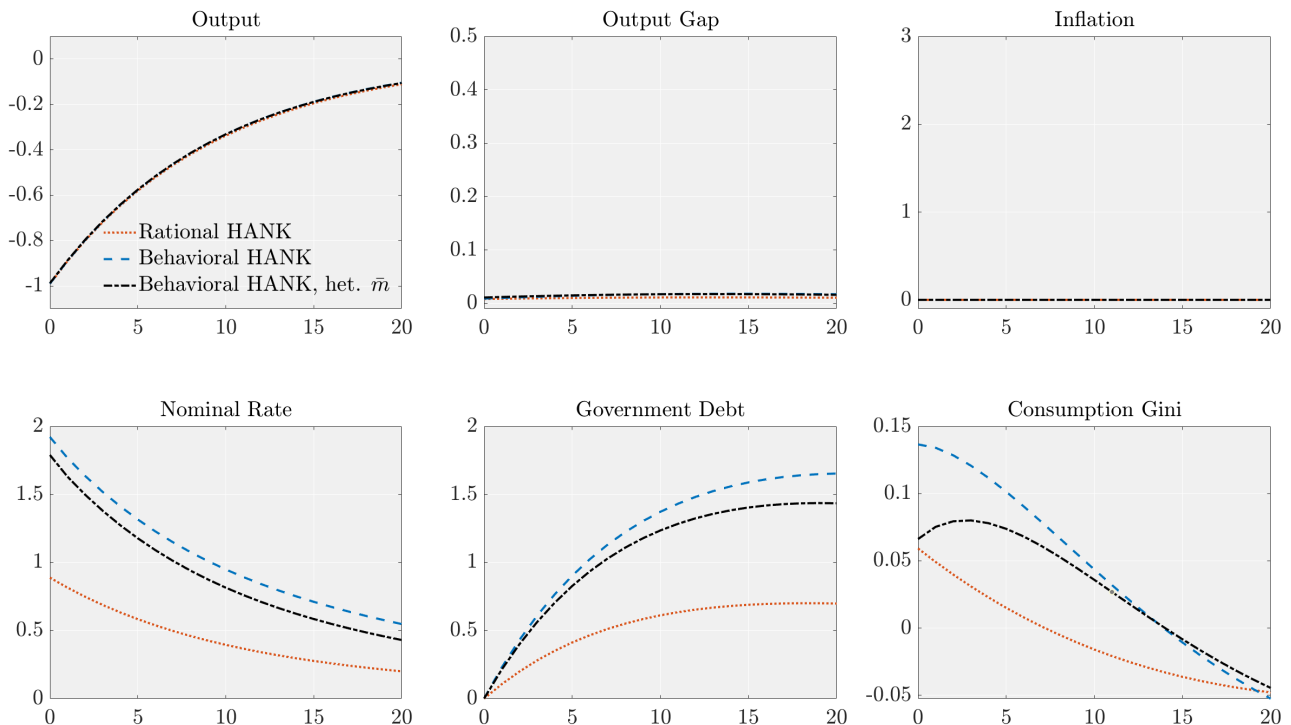 Output
0
-0.2
-0.4
-0.6
-0.8
-1
Rational HANK
Behavioral HANK
Behavioral HANK, het. m̄
0 5 10 15 20
Output Gap
0.5
0.4
0.3
0.2
0.1
0
0 5 10 15 20
Inflation
3
2
1
0
0 5 10 15 20
Nominal Rate
2
1.5
1
0.5
0
0 5 10 15 20
Government Debt
2
1.5
1
0.5
0
0 5 10 15 20
Consumption Gini
0.15
0.1
0.05
0
-0.05
0 5 10 15 20